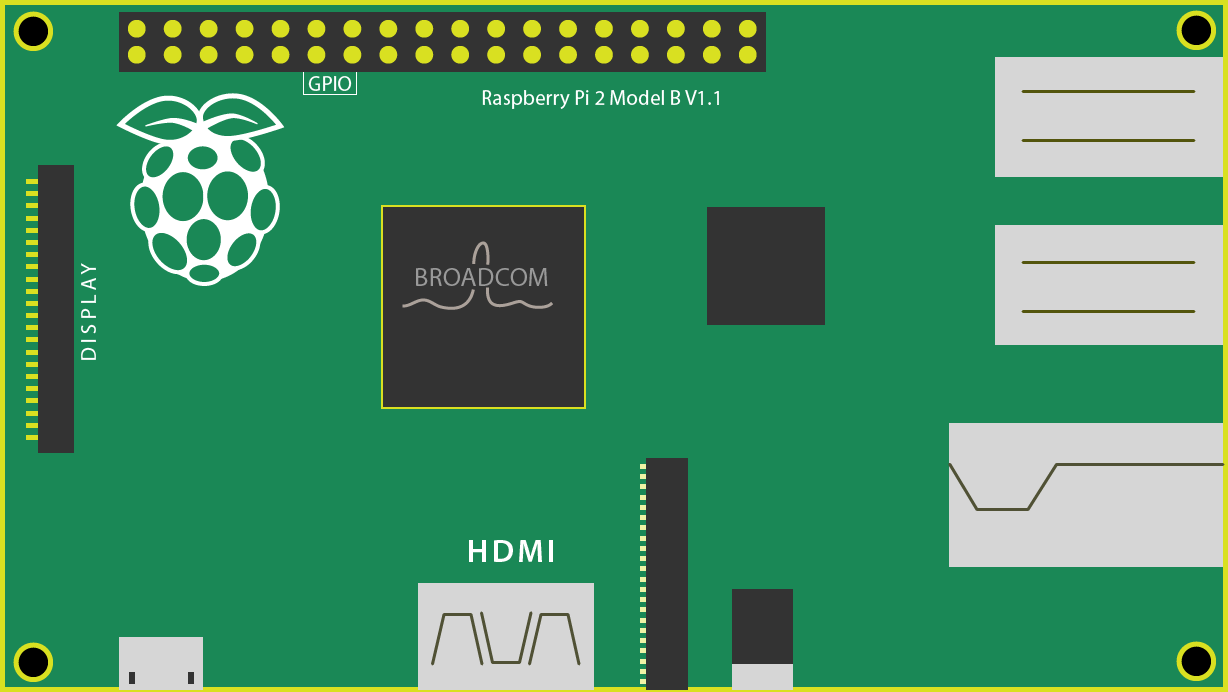 GPIO
Raspberry Pi 2 Model B V1.1
DISPLAY
BROADCOM
HDMI